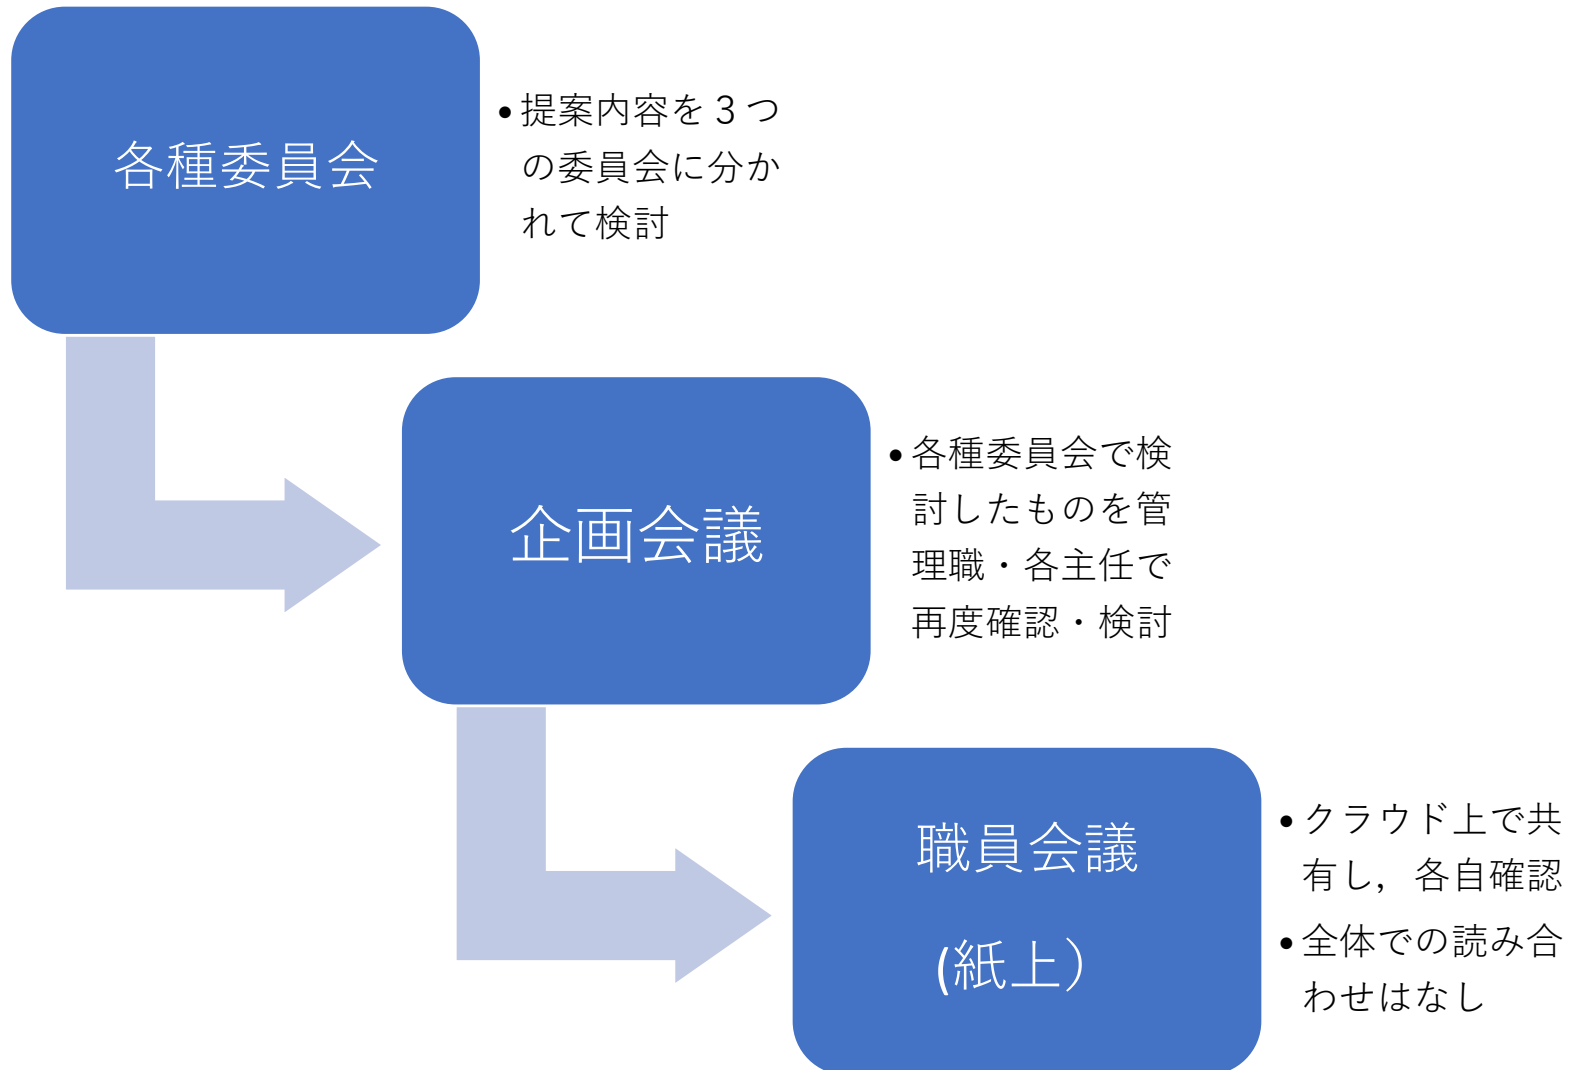 各種委員会
•提案内容を３つ
の委員会に分か
れて検討
企画会議
•各種委員会で検
討したものを管
理職・各主任で
再度確認・検討
職員会議
(紙上）
•クラウド上で共
有し，各自確認
•全体での読み合
わせはなし